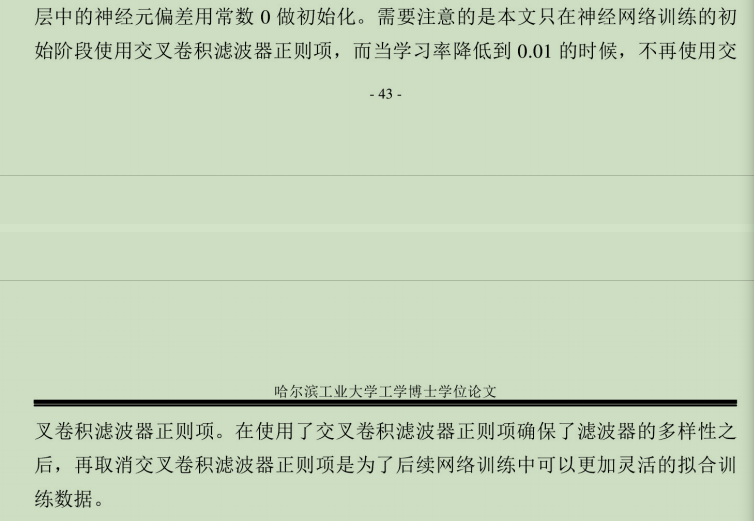 层中的神经元偏差用常数 0 做初始化。需要注意的是本文只在神经网络训练的初
始阶段使用交叉卷积滤波器正则项，而当学习率降低到 0.01 的时候，不再使用交
- 43 -
哈尔滨工业大学工学博士学位论文
叉卷积滤波器正则项。在使用了交叉卷积滤波器正则项确保了滤波器的多样性之
后，再取消交叉卷积滤波器正则项是为了后续网络训练中可以更加灵活的拟合训
练数据。